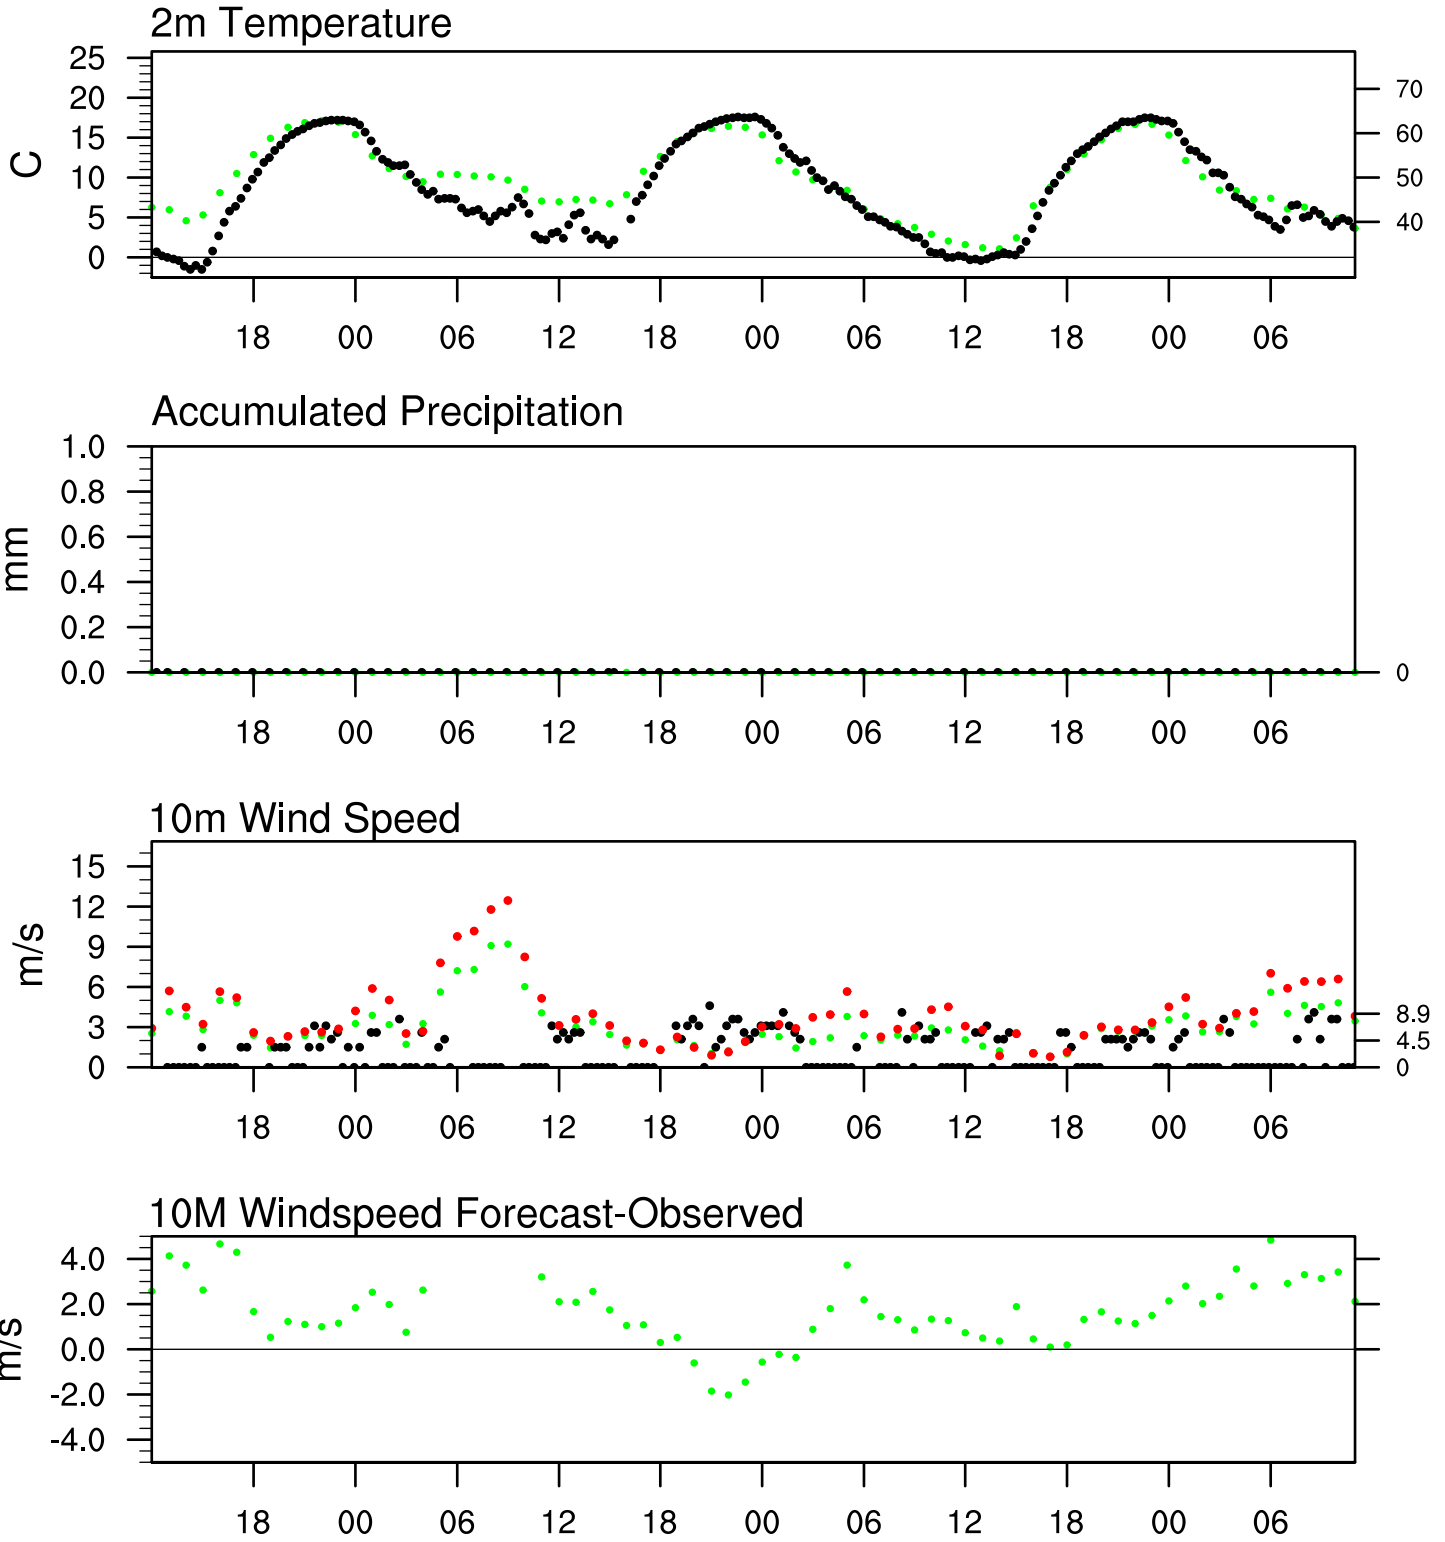 2m Temperature
25
20
15
10
5
0
C
70
60
50
40
18 00 06 12 18 00 06 12 18 00 06
Accumulated Precipitation
1.0
0.8
0.6
0.4
0.2
0.0
mm
0
18 00 06 12 18 00 06 12 18 00 06
10m Wind Speed
15
12
9
6
3
0
m/s
8.9
4.5
0
18 00 06 12 18 00 06 12 18 00 06
10M Windspeed Forecast-Observed
4.0
2.0
0.0
-2.0
-4.0
m/s
18 00 06 12 18 00 06 12 18 00 06